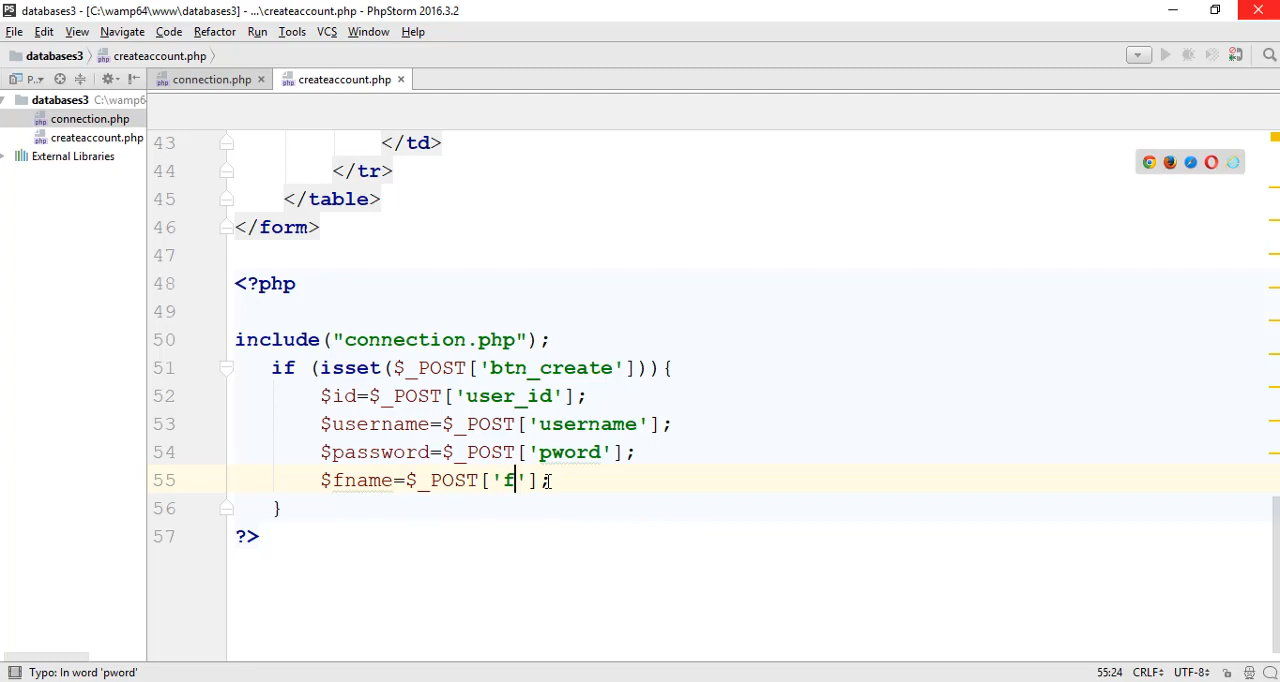 databases3 - [C:\wamp64\www\databases3] - ...\createaccount.php - PhpStorm 2016.3.2
File Edit View Navigate Code Refactor Run Tools VCS Window Help
databases3 createaccount.php
P.. connection.php createaccount.php
databases3 C:\wamp6
connection.php
createaccount.php
External Libraries
43 </td>
44 </tr>
45 </table>
46 </form>
47
48 <?php
49
50 include("connection.php");
51 if (isset($_POST['btn_create'])){
52 $id=$_POST['user_id'];
53 $username=$_POST['username'];
54 $password=$_POST['pword'];
55 $fname=$_POST['f'];
56 }
57 ?>
Typo: In word 'pword' 55:24 CRLF UTF-8